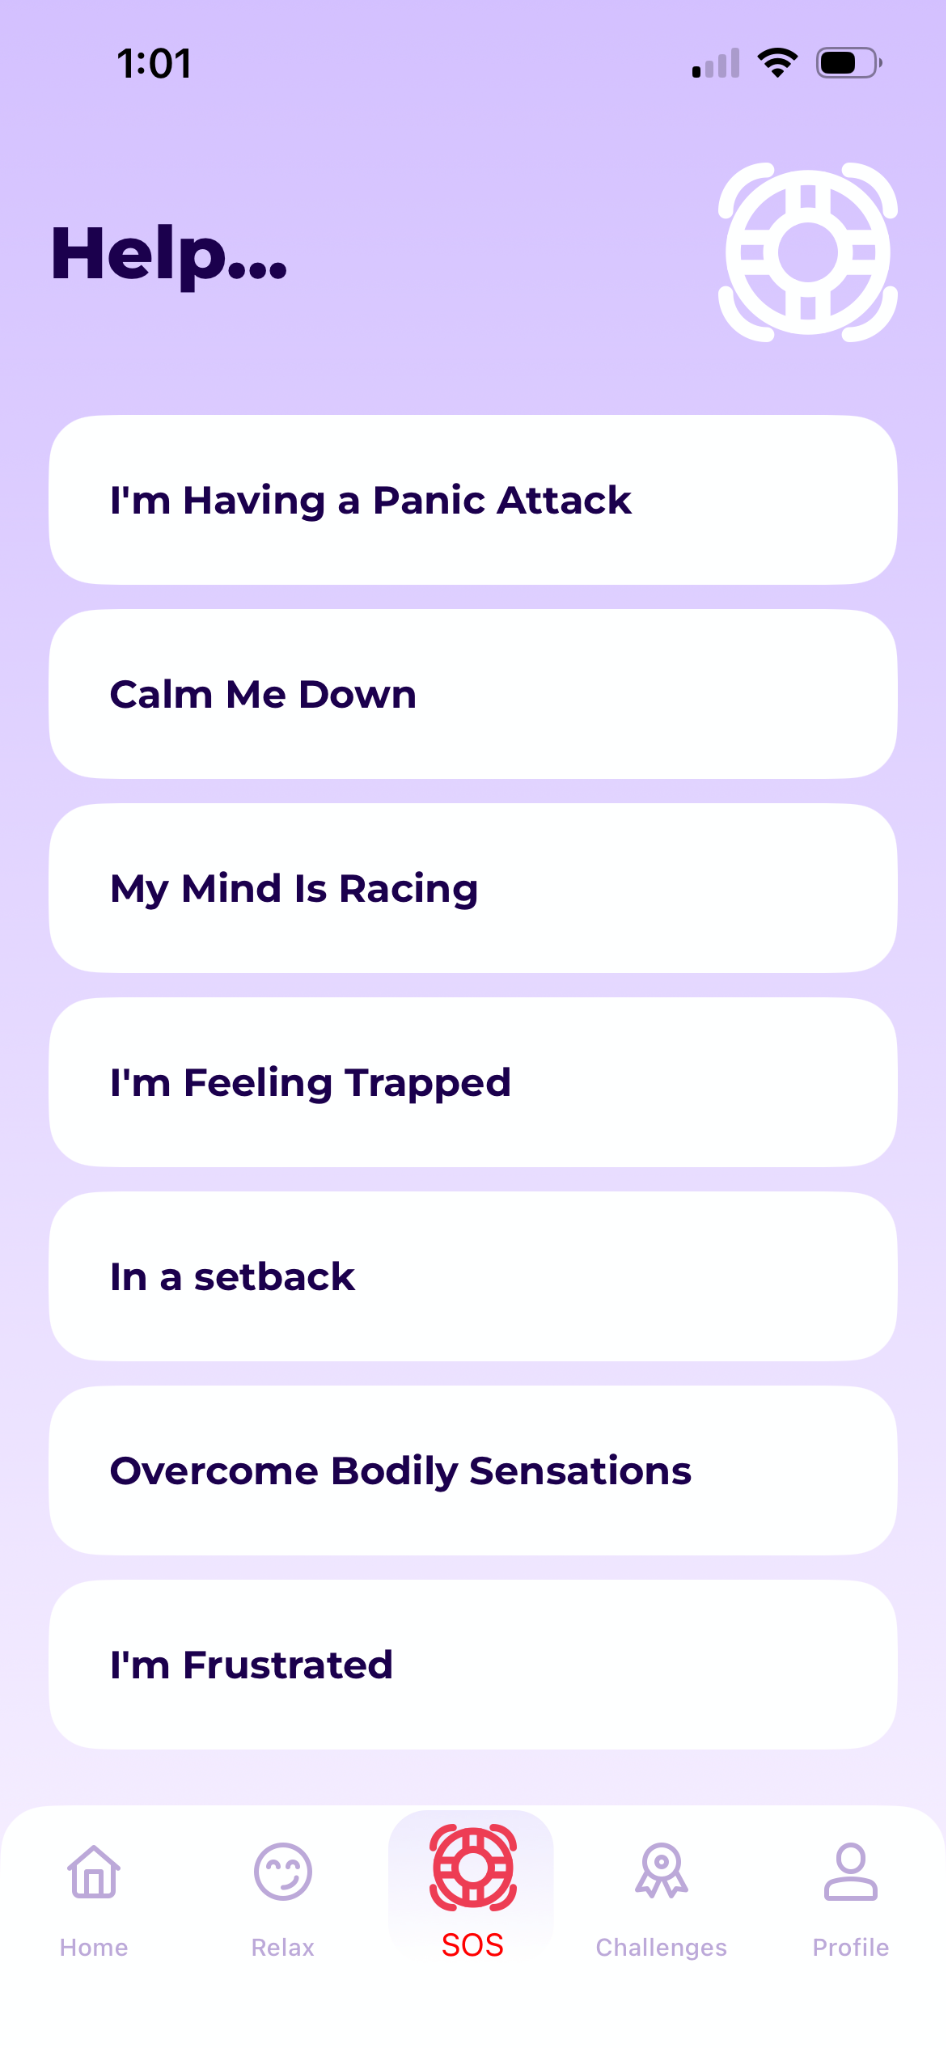 1:01
Help...
I'm Having a Panic Attack
Calm Me Down
My Mind Is Racing
I'm Feeling Trapped
In a setback
Overcome Bodily Sensations
I'm Frustrated
Home
Relax
SOS
Challenges
Profile